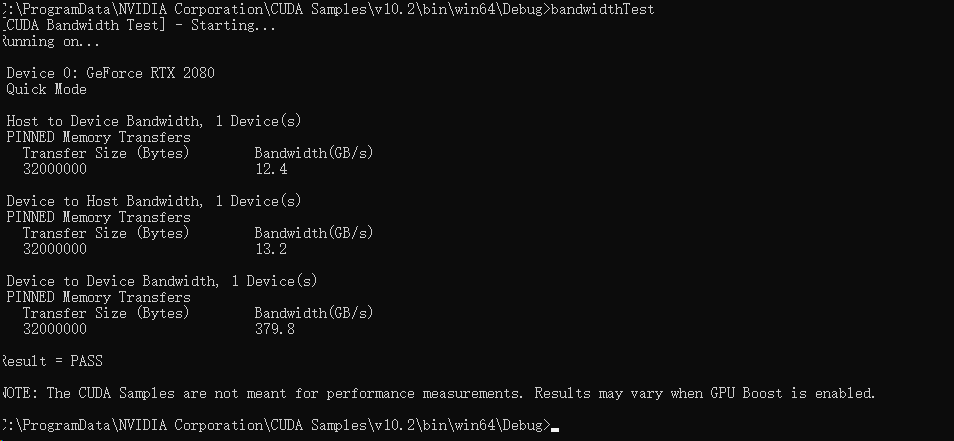 C:\ProgramData\NVIDIA Corporation\CUDA Samples\v10.2\bin\win64\Debug>bandwidthTest
[CUDA Bandwidth Test] - Starting...
Running on...
Device 0: GeForce RTX 2080
Quick Mode
Host to Device Bandwidth, 1 Device(s)
PINNED Memory Transfers
Transfer Size (Bytes) Bandwidth(GB/s)
32000000 12.4
Device to Host Bandwidth, 1 Device(s)
PINNED Memory Transfers
Transfer Size (Bytes) Bandwidth(GB/s)
32000000 13.2
Device to Device Bandwidth, 1 Device(s)
PINNED Memory Transfers
Transfer Size (Bytes) Bandwidth(GB/s)
32000000 379.8
Result = PASS
NOTE: The CUDA Samples are not meant for performance measurements. Results may vary when GPU Boost is enabled.
C:\ProgramData\NVIDIA Corporation\CUDA Samples\v10.2\bin\win64\Debug>